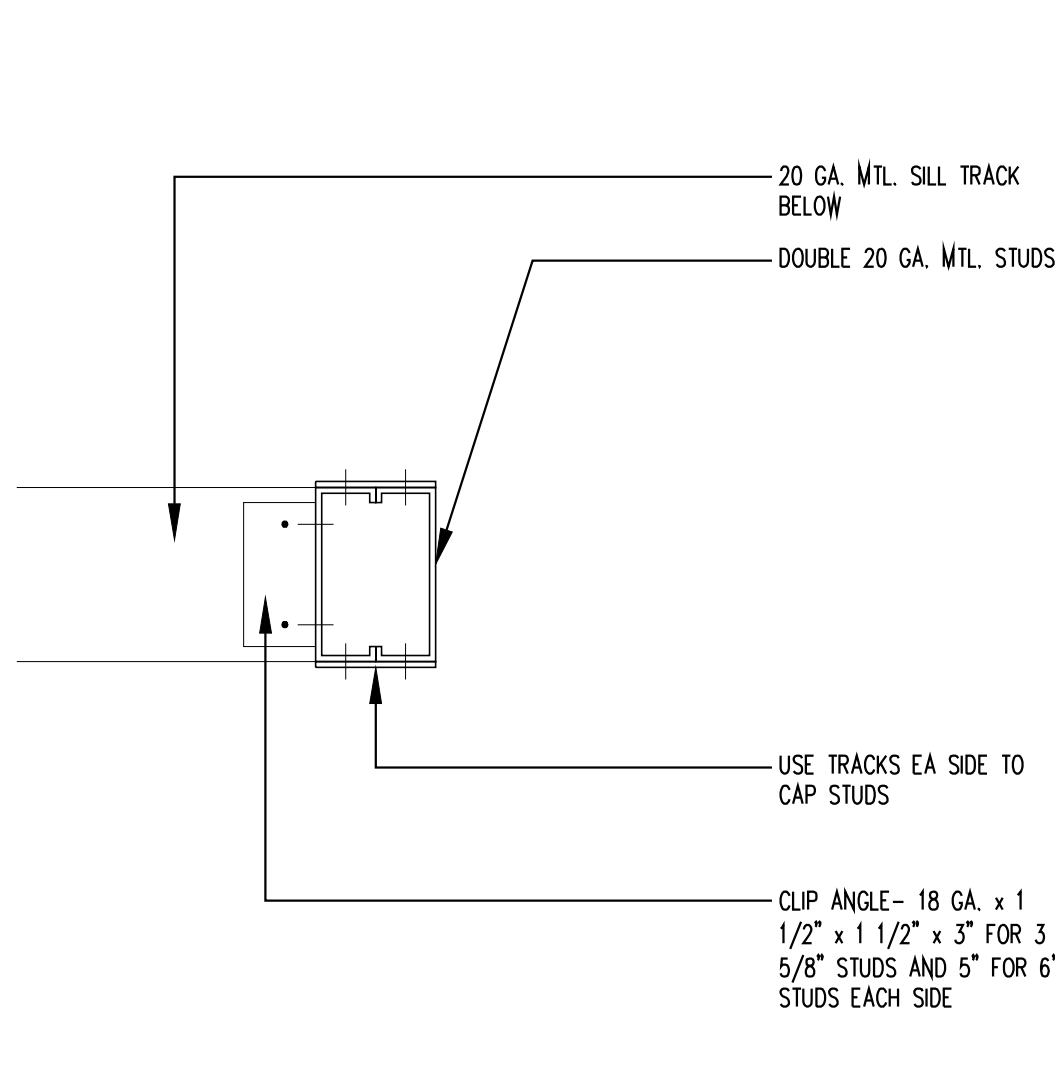 20 GA. MTL. SILL TRACK
BELOW
DOUBLE 20 GA. MTL. STUDS
USE TRACKS EA SIDE TO
CAP STUDS
CLIP ANGLE- 18 GA. x 1
1/2" x 1 1/2" x 3" FOR 3
5/8" STUDS AND 5" FOR 6"
STUDS EACH SIDE